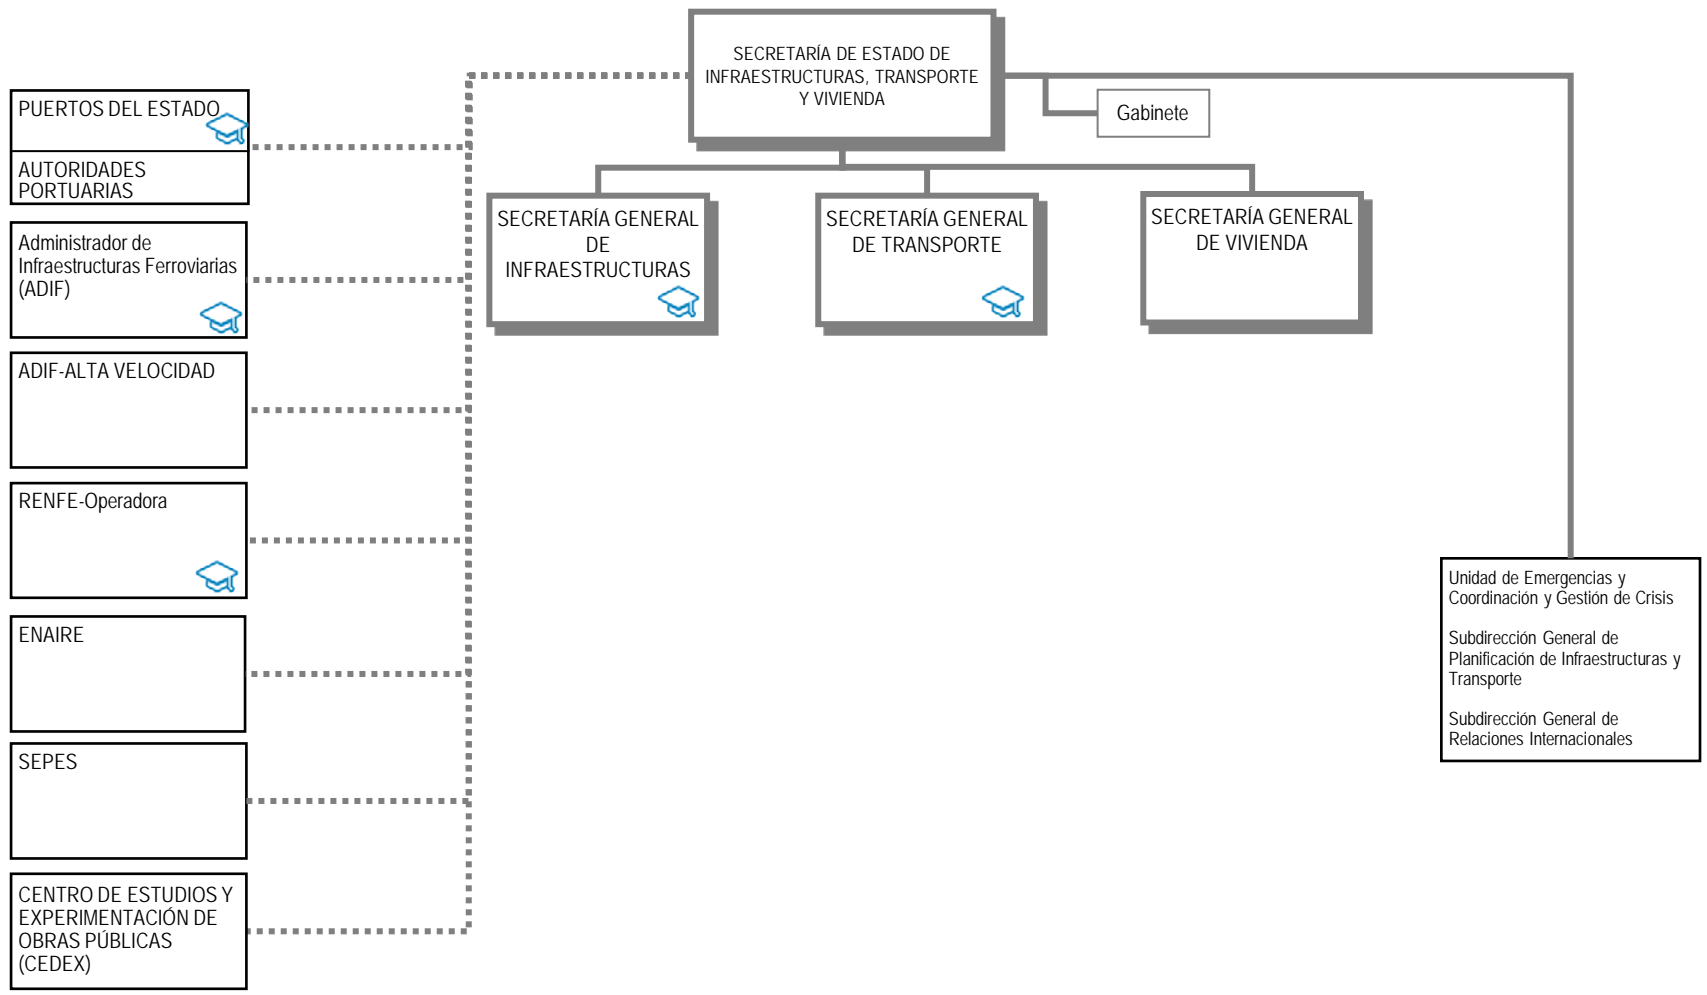 SECRETARÍA DE ESTADO DE
INFRAESTRUCTURAS, TRANSPORTE
Y VIVIENDA
Gabinete
PUERTOS DEL ESTADO
AUTORIDADES
PORTUARIAS
SECRETARÍA GENERAL
DE
INFRAESTRUCTURAS
SECRETARÍA GENERAL
DE TRANSPORTE
SECRETARÍA GENERAL
DE VIVIENDA
Administrador de
Infraestructuras Ferroviarias
(ADIF)
ADIF-ALTA VELOCIDAD
RENFE-Operadora
ENAIRE
SEPES
CENTRO DE ESTUDIOS Y
EXPERIMENTACIÓN DE
OBRAS PÚBLICAS
(CEDEX)
Unidad de Emergencias y
Coordinación y Gestión de Crisis
Subdirección General de
Planificación de Infraestructuras y
Transporte
Subdirección General de
Relaciones Internacionales